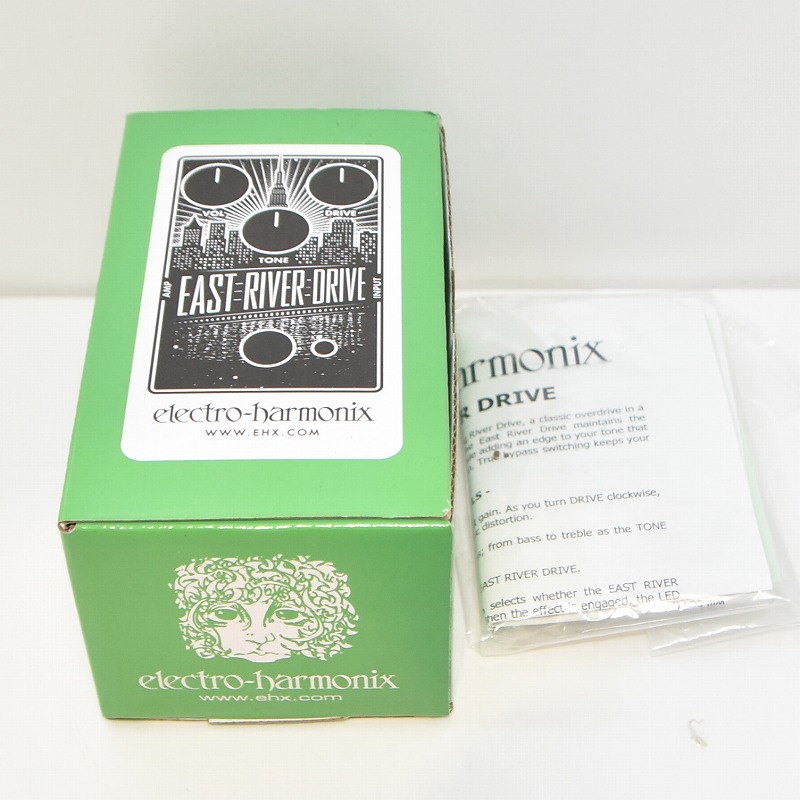 VOL
DRIVE
TONE
AMP
INPUT
EAST-RIVER-DRIVE
electro-harmonix
WWW.EHX.COM
electro-harmonix
www.ehx.com
armonix
R DRIVE
River Drive, a classic overdrive in a
East River Drive maintains the
adding an edge to your tone that
True bypass switching keeps your
gain. As you turn DRIVE clockwise,
distortion.
from bass to treble as the TONE
EAST RIVER DRIVE.
selects whether the EAST RIVER
when the effect is engaged, the LED